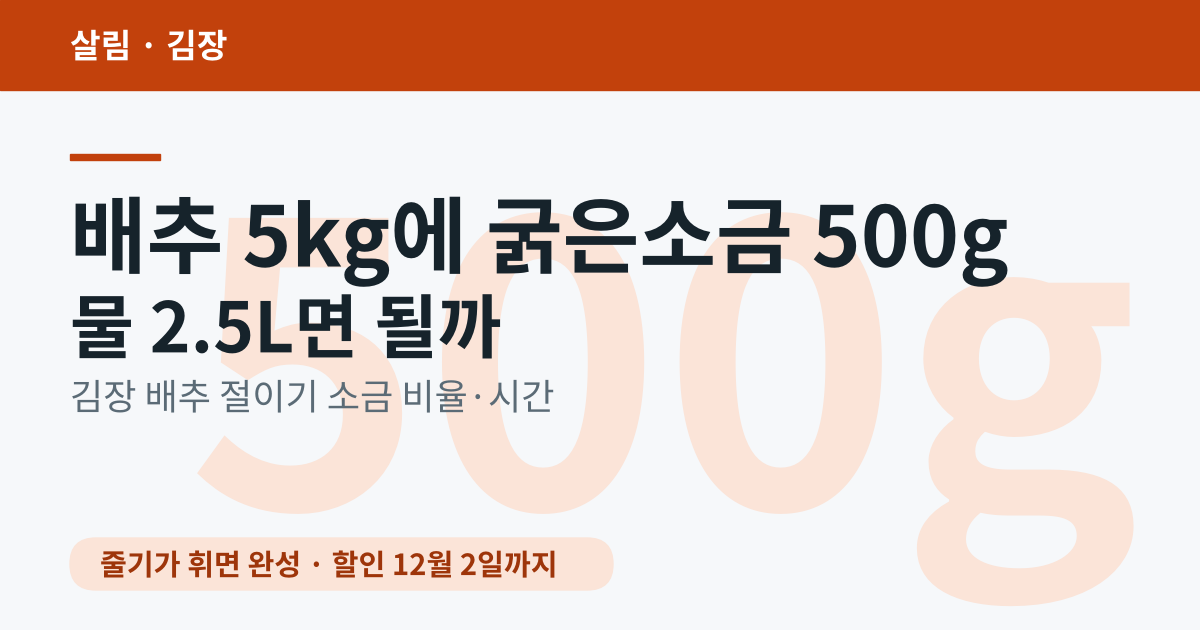 살림 · 김장
배추 5kg에 굵은소금 500g
물 2.5L면 될까
김장 배추 절이기 소금 비율·시간
500g
줄기가 휘면 완성 · 할인 12월 2일까지